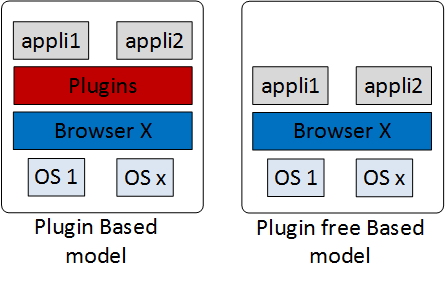 appli1 appli2
Plugins
Browser X
OS 1 OS x
Plugin Based
model
appli1 appli2
Browser X
OS 1 OS x
Plugin free Based
model